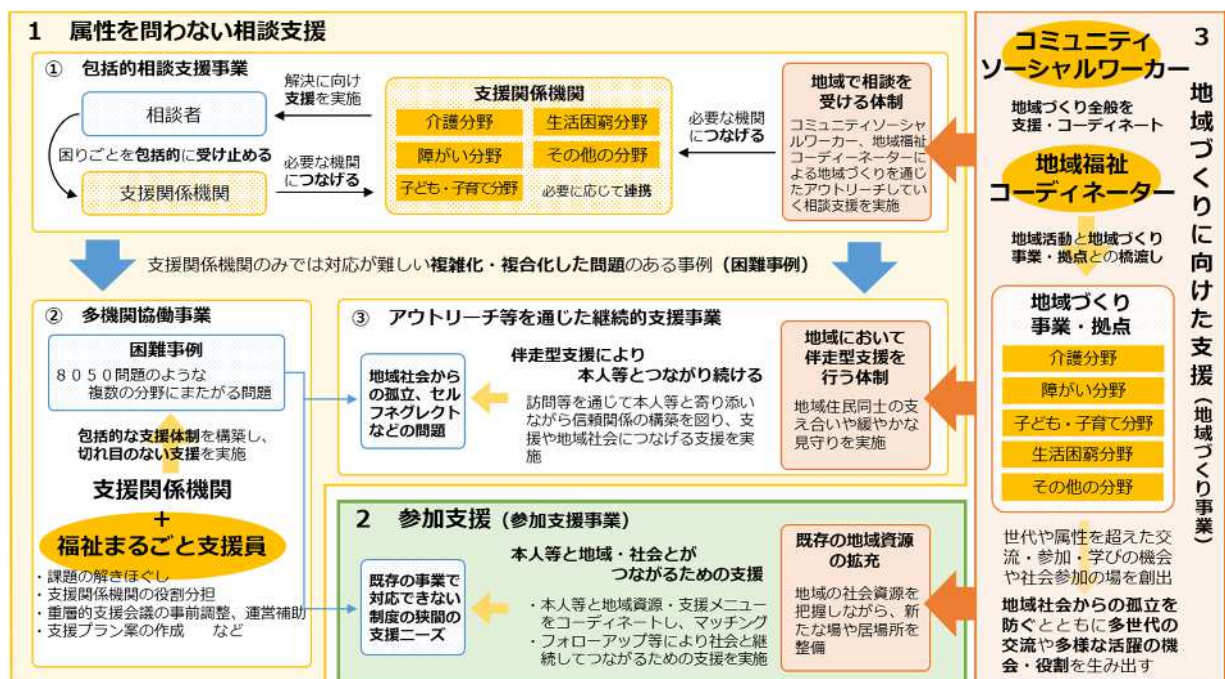 1 属性を問わない相談支援
① 包括的相談支援事業
相談者
困りごとを包括的に受け止める
支援関係機関
解決に向け
支援を実施
必要な機関
につなげる
支援関係機関
介護分野
生活困窮分野
障がい分野
その他の分野
子ども・子育て分野
必要に応じて連携
必要な機関
につなげる
地域で相談を
受ける体制
コミュニティソーシャ
ルワーカー、地域福祉
コーディネーターによ
る地域づくりを通じ
たアウトリーチしてい
く相談支援を実施
支援関係機関のみでは対応が難しい複雑化・複合化した問題のある事例(困難事例)
② 多機関協働事業
困難事例
8050問題のような
複数の分野にまたがる問題
包括的な支援体制を構築し、
切れ目のない支援を実施
支援関係機関
+
福祉まるごと支援員
・課題の解きほぐし
・支援関係機関の役割分担
・重層的支援会議の事前調整、運営補助
・支援プラン案の作成 など
③ アウトリーチ等を通じた継続的支援事業
地域社会から
の孤立、セル
フネグレクト
などの問題
伴走型支援により
本人等とつながり続ける
訪問等を通じて本人等と寄り添い
ながら信頼関係の構築を図り、支
援や地域社会につなげる支援を実
施
地域において
伴走型支援を
行う体制
地域住民同士の支
え合いや緩やかな
見守りを実施
2 参加支援(参加支援事業)
既存の事業で
対応できない
制度の狭間の
支援ニーズ
本人等と地域・社会とが
つながるための支援
・本人等と地域資源・支援メニュー
をコーディネートし、マッチング
・フォローアップ等により社会と継
続してつながるための支援を実施
既存の地域資源
の拡充
地域の社会資源を
把握しながら、新
たな場や居場所を
整備
3 地域づくりに向けた支援(地域づくり事業)
コミュニティ
ソーシャルワーカー
地域づくり全般を
支援・コーディネート
地域福祉
コーディネーター
地域活動と地域づくり
事業・拠点との橋渡し
地域づくり
事業・拠点
介護分野
障がい分野
子ども・子育て分野
生活困窮分野
その他の分野
世代や属性を超えた交
流・参加・学びの機会
や社会参加の場を創出
地域社会からの孤立を
防ぐとともに多世代の
交流や多様な活躍の機
会・役割を生み出す